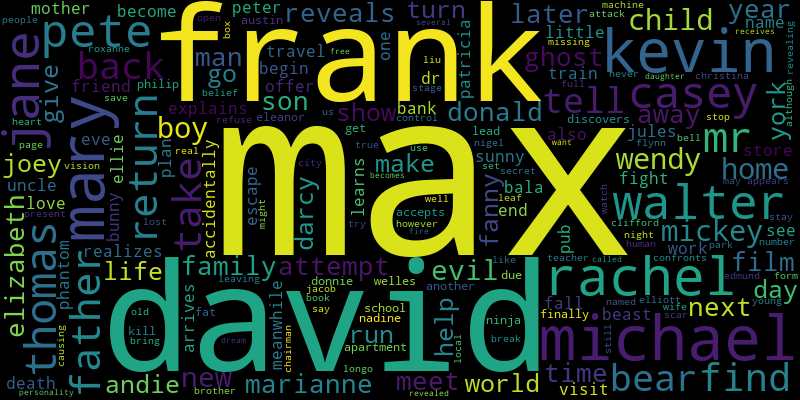 mother
become
peter
reveals
turn
later
year
people
austin
open
box
little
child
name
pete
frank
kevin
jane
back
man
travel
one
patricia
ghost
machine
attack
missing
receives
roxanne
several
free
go
begin
dr
liu
train
never
daughter
christina
give
friend
philip
offer
stage
tell
casey
although
revealing
save
belief
son
explains
show
bank
donald
discovers
full
york
heart
refuse
eleanor
us
control
away
stop
mary
return
boy
max
get
lead
also
jules
mr
store
page
eve
real
true
use
nigel
bell
flynn
joey
vision
plan
accidentally
city
make
set
sunny
secret
wendy
home
uncle
ellie
escape
darcy
learns
becomes
fanny
bala
leaf
want
fight
may
appears
elizabeth
love
bunny
might
accepts
well
end
walter
stay
present
lost
try
however
pub
clifford
park
number
mickey
see
thomas
realizes
fire
night
work
watch
film
phantom
father
take
david
evil
rachel
human
teacher
called
confronts
form
life
family
attempt
like
due
day
causing
arrives
donnie
welles
another
fall
named
elliott
edmund
young
old
leaving
jacob
book
help
finally
beast
wife
scar
next
kill
bring
fat
meanwhile
say
school
nadine
run
ninja
break
michael
still
death
andie
new
dream
chairman
apartment
local
time
bear
find
personality
brother
marianne
longo
revealed
meet
world
visit